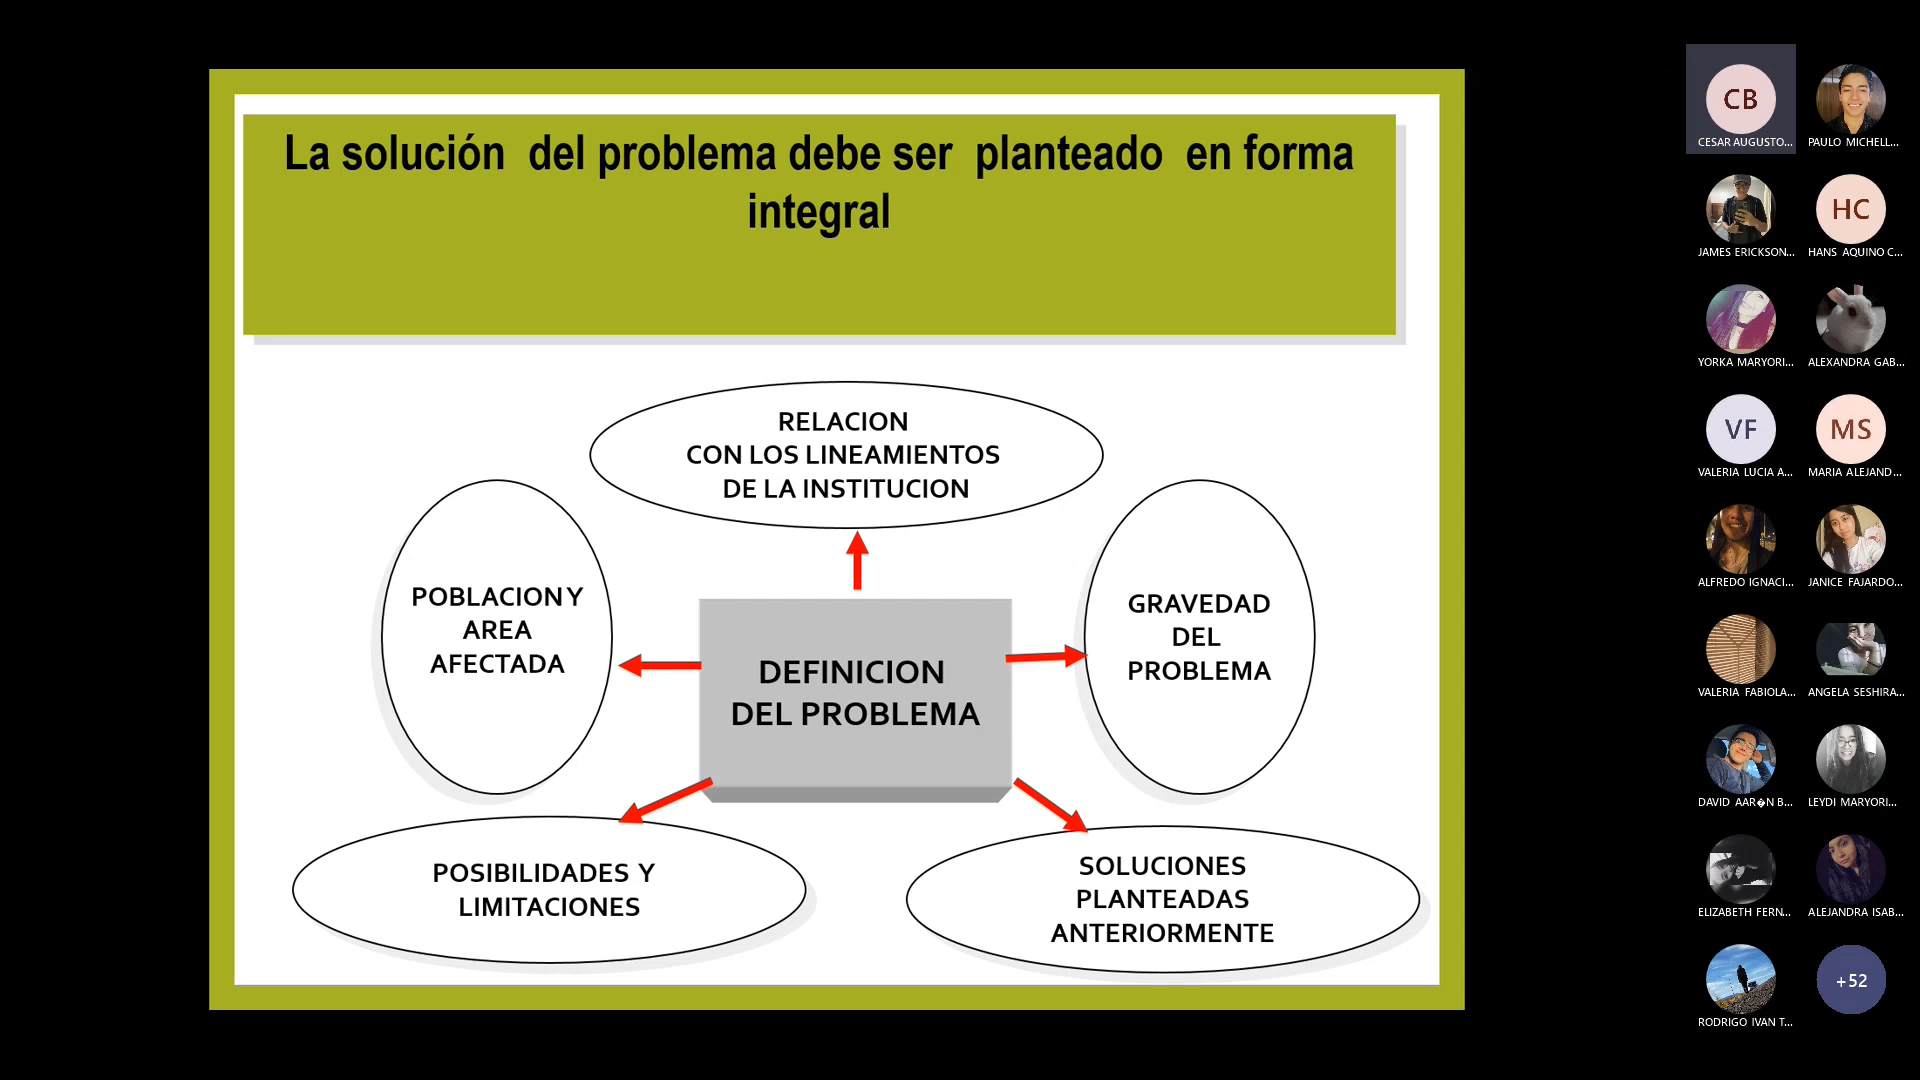 La solución  del problema debe ser  planteado  en forma
integral
RELACION
CON LOS LINEAMIENTOS
DE LA INSTITUCION
POBLACION Y
AREA
AFECTADA
GRAVEDAD
DEL
PROBLEMA
DEFINICION
DEL PROBLEMA
POSIBILIDADES Y
LIMITACIONES
SOLUCIONES
PLANTEADAS
ANTERIORMENTE
CB
CESAR AUGUSTO...
PAULO MICHELL...
JAMES ERICKSON...
HC
HANS AQUINO C...
YORKA MARYORI...
ALEXANDRA GAB...
VF
VALERIA LUCIA A...
MS
MARIA ALEJAND...
ALFREDO IGNACI...
JANICE FAJARDO...
VALERIA FABIOLA...
ANGELA SESHIRA...
DAVID AAR�N B...
LEYDI MARYORI...
ELIZABETH FERN...
ALEJANDRA ISAB...
RODRIGO IVAN T...
+52